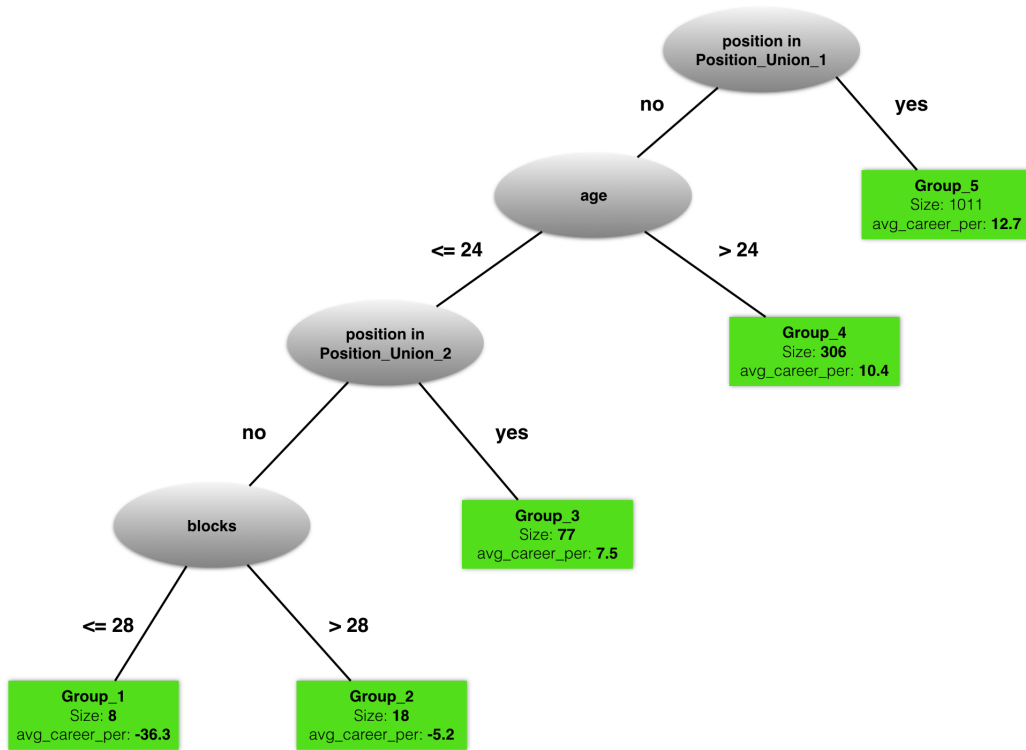 position in
Position_Union_1
no
yes
Group_5
Size: 1011
avg_career_per: 12.7
age
<= 24
> 24
Group_4
Size: 306
avg_career_per: 10.4
position in
Position_Union_2
no
yes
Group_3
Size: 77
avg_career_per: 7.5
blocks
<= 28
> 28
Group_1
Size: 8
avg_career_per: -36.3
Group_2
Size: 18
avg_career_per: -5.2